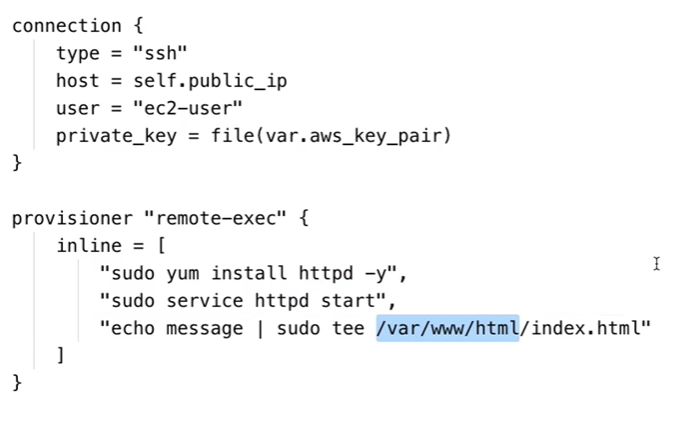 connection {
    type = "ssh"
    host = self.public_ip
    user = "ec2-user"
    private_key = file(var.aws_key_pair)
}
provisioner "remote-exec" {
    inline = [
        "sudo yum install httpd -y",
        "sudo service httpd start",
        "echo message | sudo tee /var/www/html/index.html"
    ]
}